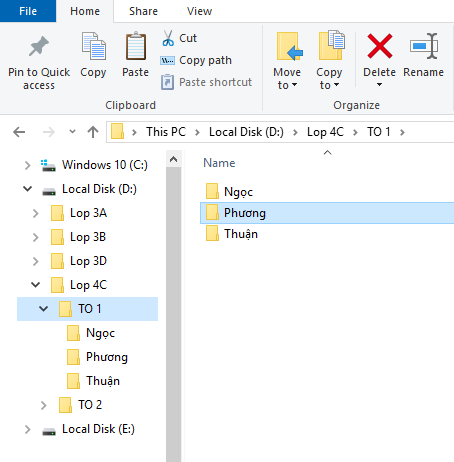 File Home Share View
Pin to Quick access
Copy
Paste
Cut
Copy path
Paste shortcut
Move to
Copy to
Delete
Rename
Clipboard
Organize
This PC > Local Disk (D:) > Lop 4C > TO 1 >
Windows 10 (C:)
Local Disk (D:)
Lop 3A
Lop 3B
Lop 3D
Lop 4C
TO 1
Ngọc
Phương
Thuận
TO 2
Local Disk (E:)
Name
Ngọc
Phương
Thuận